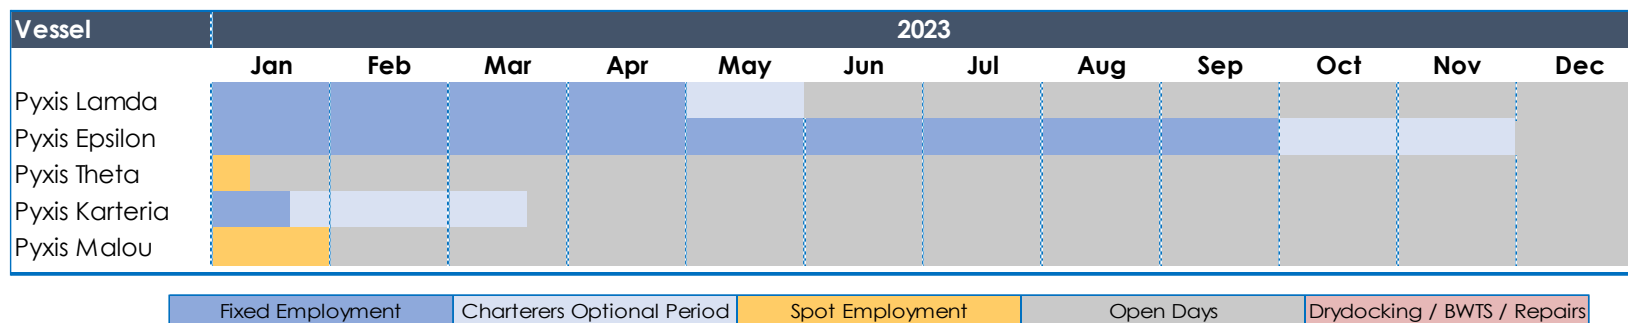 Vessel 2023
Jan Feb Mar Apr May Jun Jul Aug Sep Oct Nov Dec
Pyxis Lamda
Pyxis Epsilon
Pyxis Theta
Pyxis Karteria
Pyxis Malou
Fixed Employment Charterers Optional Period Spot Employment Open Days Drydocking / BWTS / Repairs